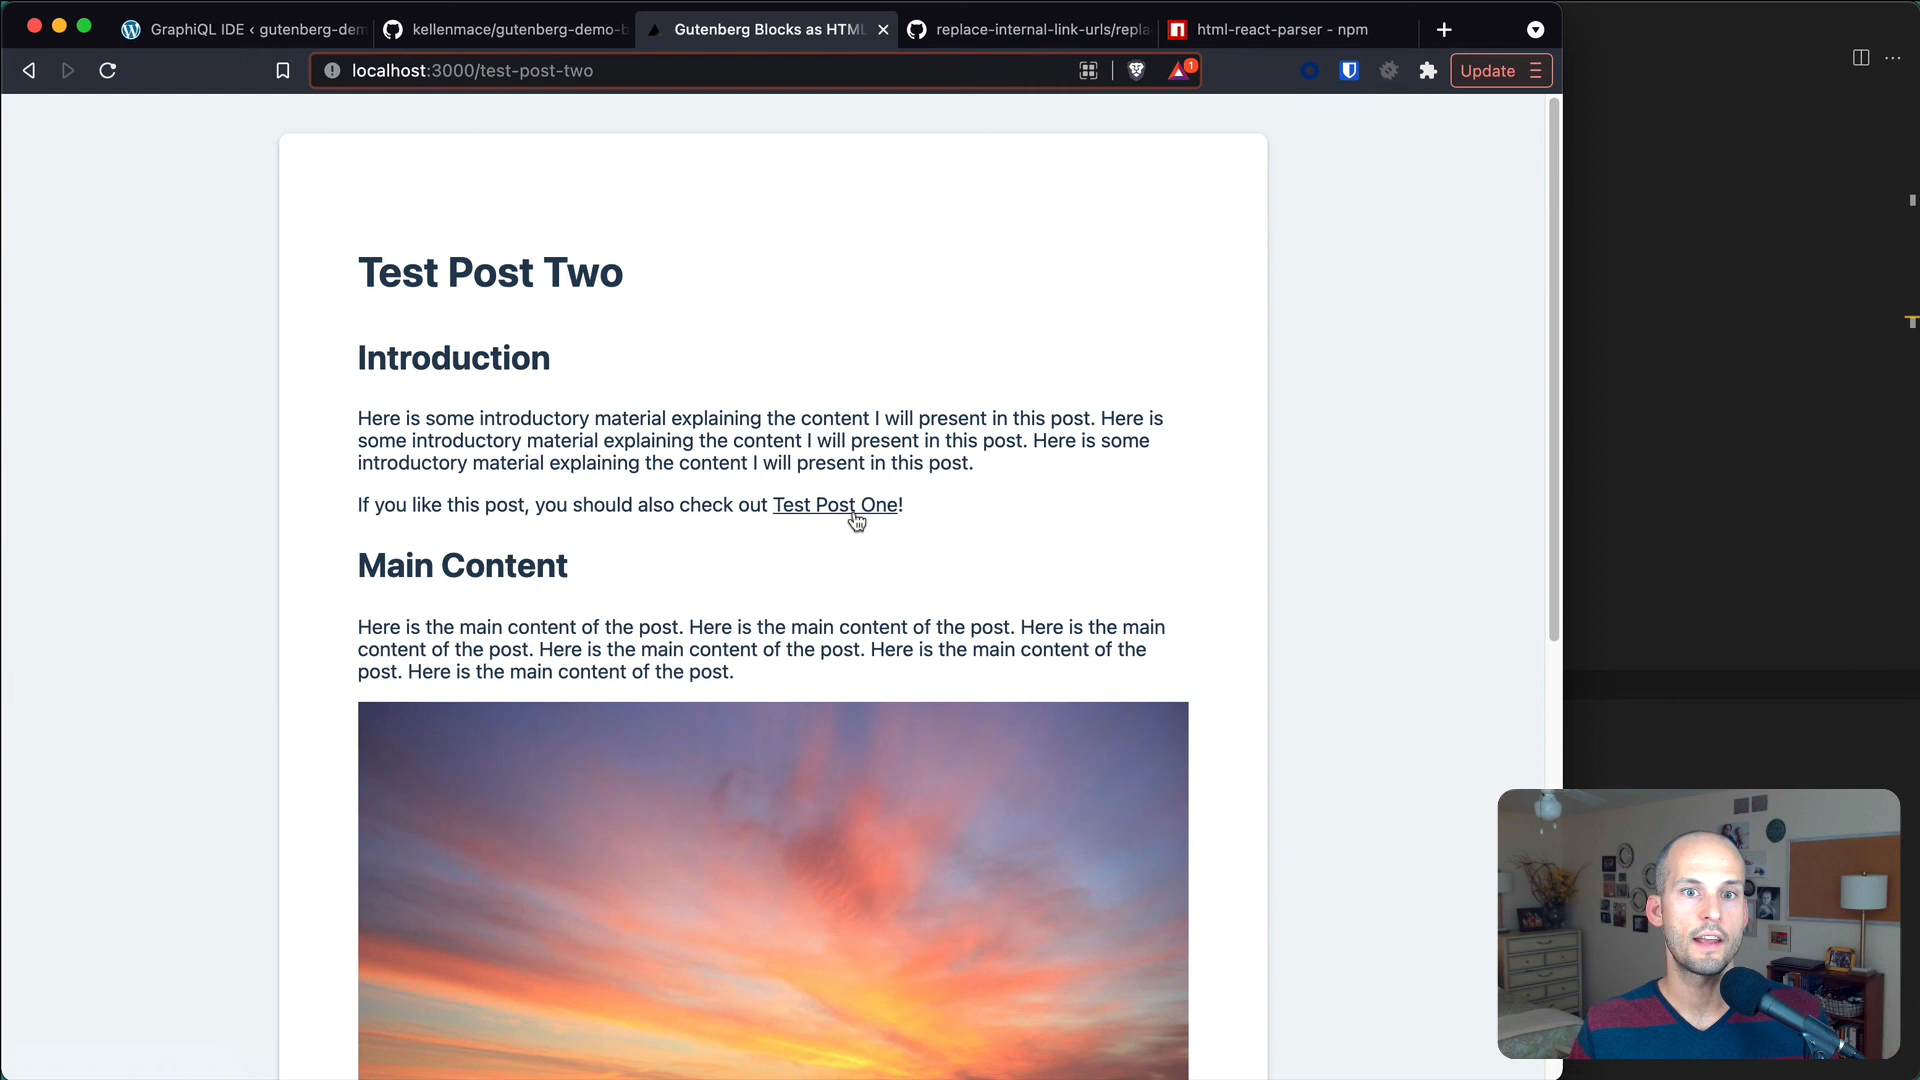 GraphiQL IDE ‹ gutenberg-dem
kellenmace/gutenberg-demo-b
Gutenberg Blocks as HTML
replace-internal-link-urls/repla
html-react-parser - npm
localhost:3000/test-post-two
1
Update
Test Post Two
Introduction
Here is some introductory material explaining the content I will present in this post. Here is
some introductory material explaining the content I will present in this post. Here is some
introductory material explaining the content I will present in this post.
If you like this post, you should also check out Test Post One!
Main Content
Here is the main content of the post. Here is the main content of the post. Here is the main
content of the post. Here is the main content of the post. Here is the main content of the
post. Here is the main content of the post.